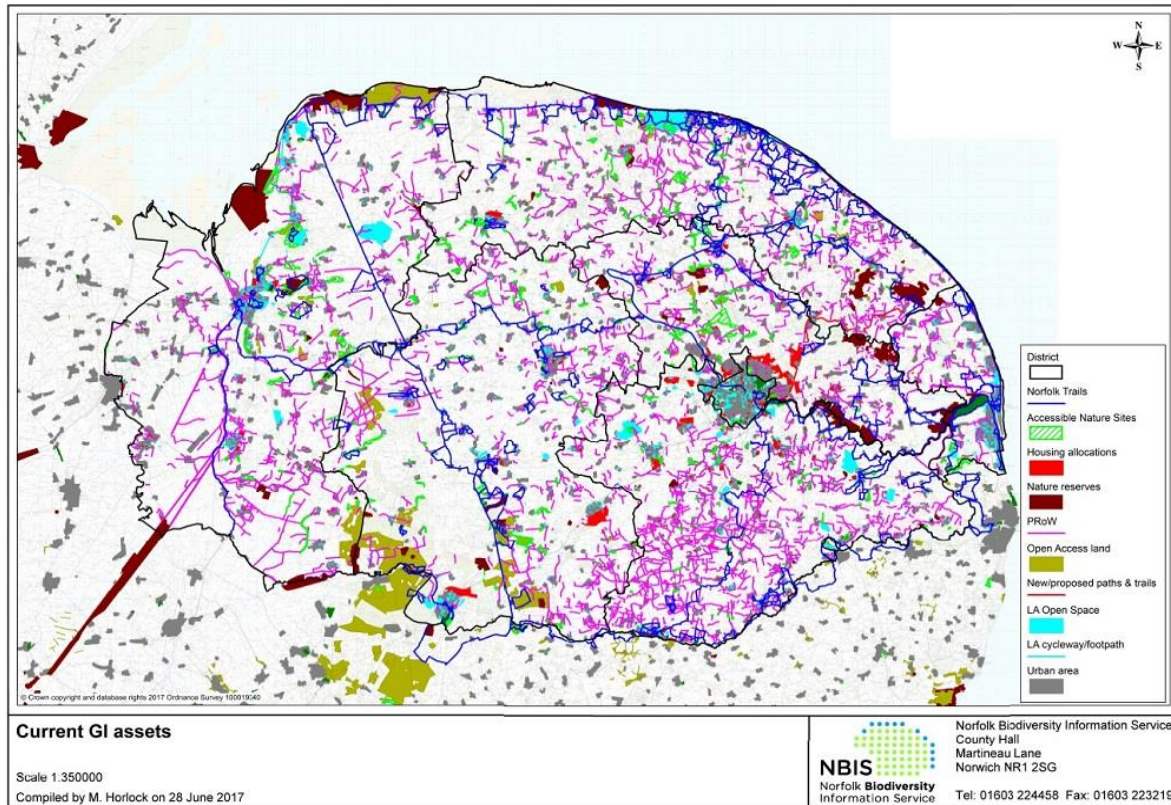 N
W E
S
District
Norfolk Trails
Accessible Nature Sites
Housing allocations
Nature reserves
PRoW
Open Access land
New/proposed paths & trails
LA Open Space
LA cycleway/footpath
Urban area
© Crown copyright and database rights 2017 Ordnance Survey 100019340
Current GI assets
Scale 1:350000
Compiled by M. Horlock on 28 June 2017
NBIS
Norfolk Biodiversity
Information Service
Norfolk Biodiversity Information Service
County Hall
Martineau Lane
Norwich NR1 2SG
Tel: 01603 224458 Fax: 01603 223219